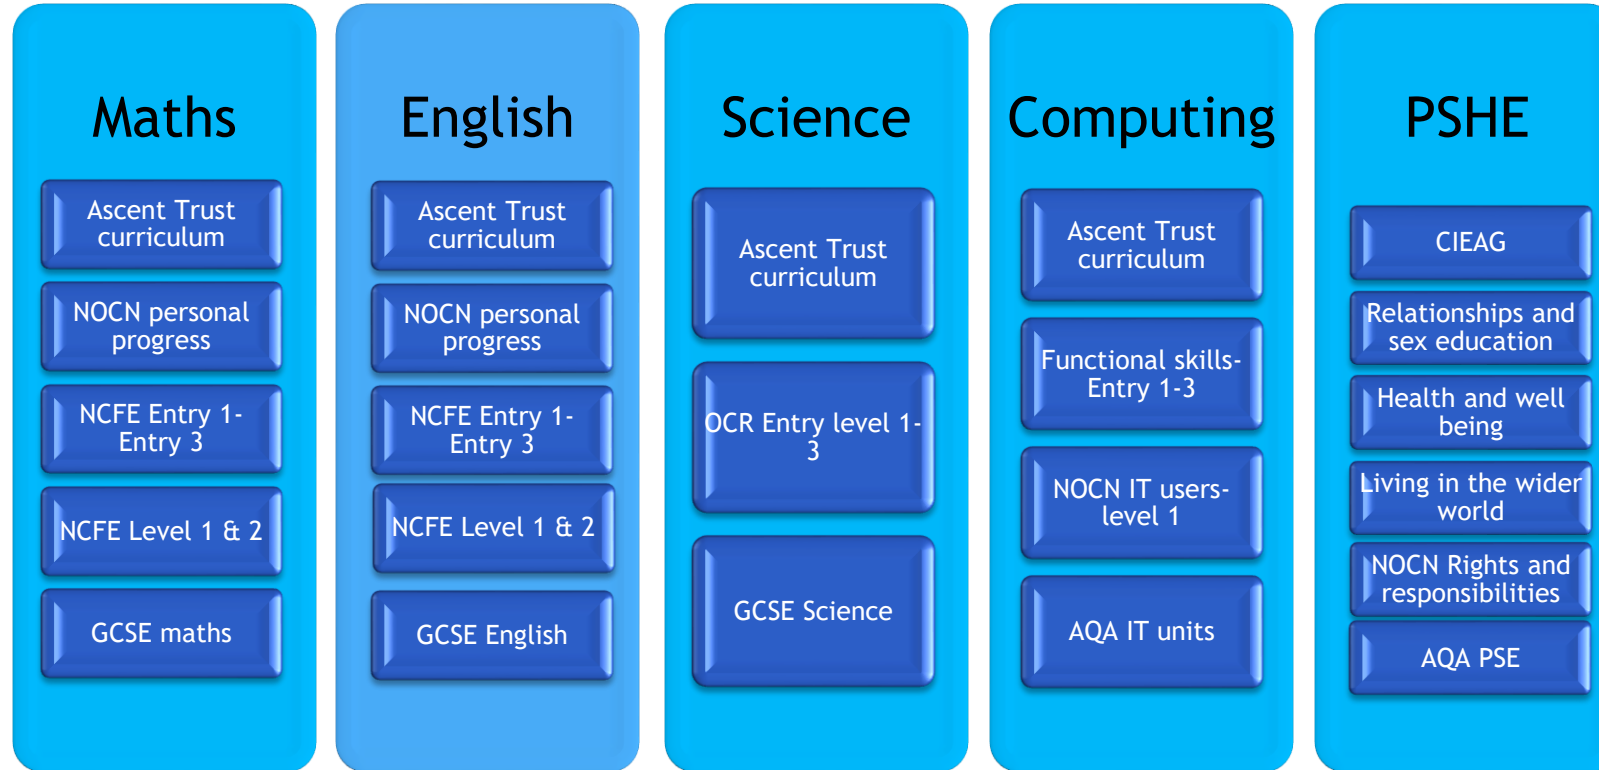 Maths
Ascent Trust
curriculum
NOCN personal
progress
NCFE Entry 1-
Entry 3
NCFE Level 1 & 2
GCSE maths
English
Ascent Trust
curriculum
NOCN personal
progress
NCFE Entry 1-
Entry 3
NCFE Level 1 & 2
GCSE English
Science
Ascent Trust
curriculum
OCR Entry level 1-
3
GCSE Science
Computing
Ascent Trust
curriculum
Functional skills-
Entry 1-3
NOCN IT users-
level 1
AQA IT units
PSHE
CIEAG
Relationships and
sex education
Health and well
being
Living in the wider
world
NOCN Rights and
responsibilities
AQA PSE